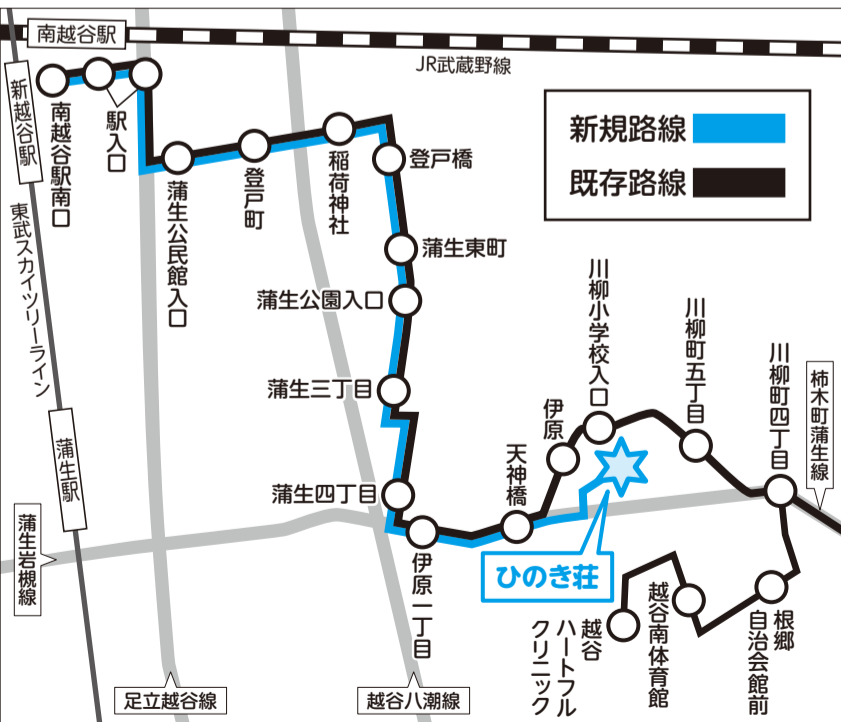 南越谷駅
JR武蔵野線
新越谷駅
南越谷駅南口
駅入口
新規路線
既存路線
蒲生公民館入口
登戸町
稲荷神社
登戸橋
東武スカイツリーライン
蒲生東町
蒲生公園入口
川柳小学校入口
川柳町五丁目
川柳町四丁目
柿木町蒲生線
蒲生三丁目
伊原
天神橋
蒲生駅
蒲生四丁目
蒲生岩槻線
伊原一丁目
ひのき荘
越谷
ハートフル
クリニック
越谷南体育館
根郷
自治会館前
足立越谷線
越谷八潮線